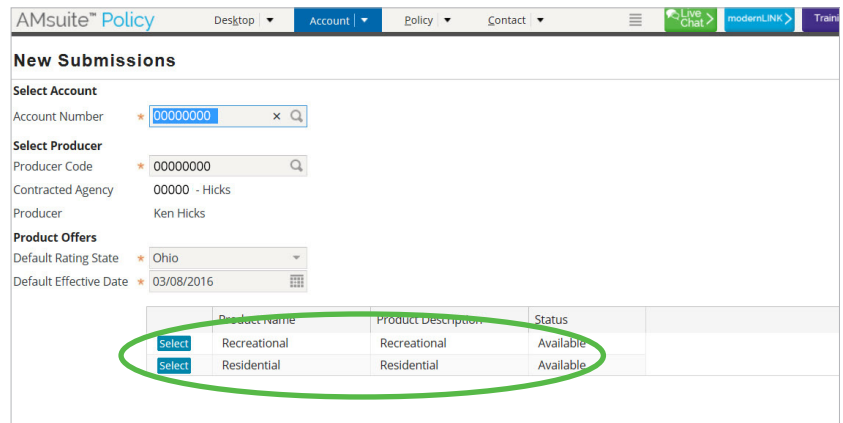 AMsuite™ Policy Desktop Account Policy Contact Live Chat modernLINK Traini
New Submissions
Select Account
Account Number * 00000000 ×
Select Producer
Producer Code * 00000000
Contracted Agency 00000 - Hicks
Producer Ken Hicks
Product Offers
Default Rating State * Ohio
Default Effective Date * 03/08/2016
Product Name Product Description Status
Select Recreational Recreational Available
Select Residential Residential Available